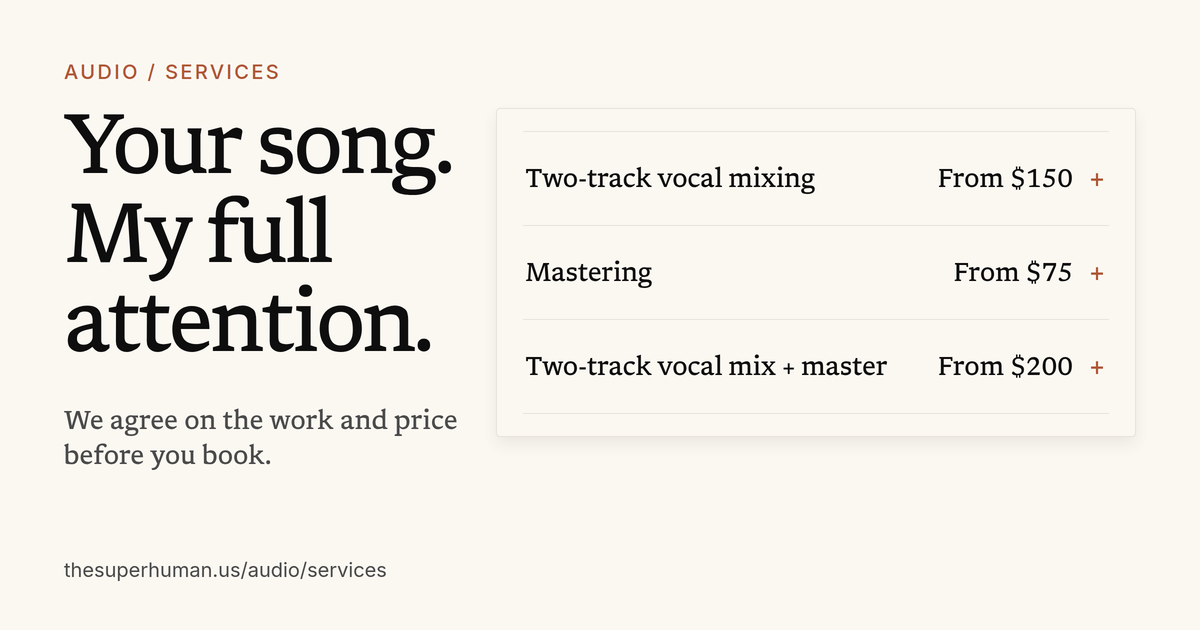 AUDIO / SERVICES
Your song.
My full
attention.
We agree on the work and price
before you book.
Two-track vocal mixing From $150 +
Mastering From $75 +
Two-track vocal mix + master From $200 +
thesuperhuman.us/audio/services